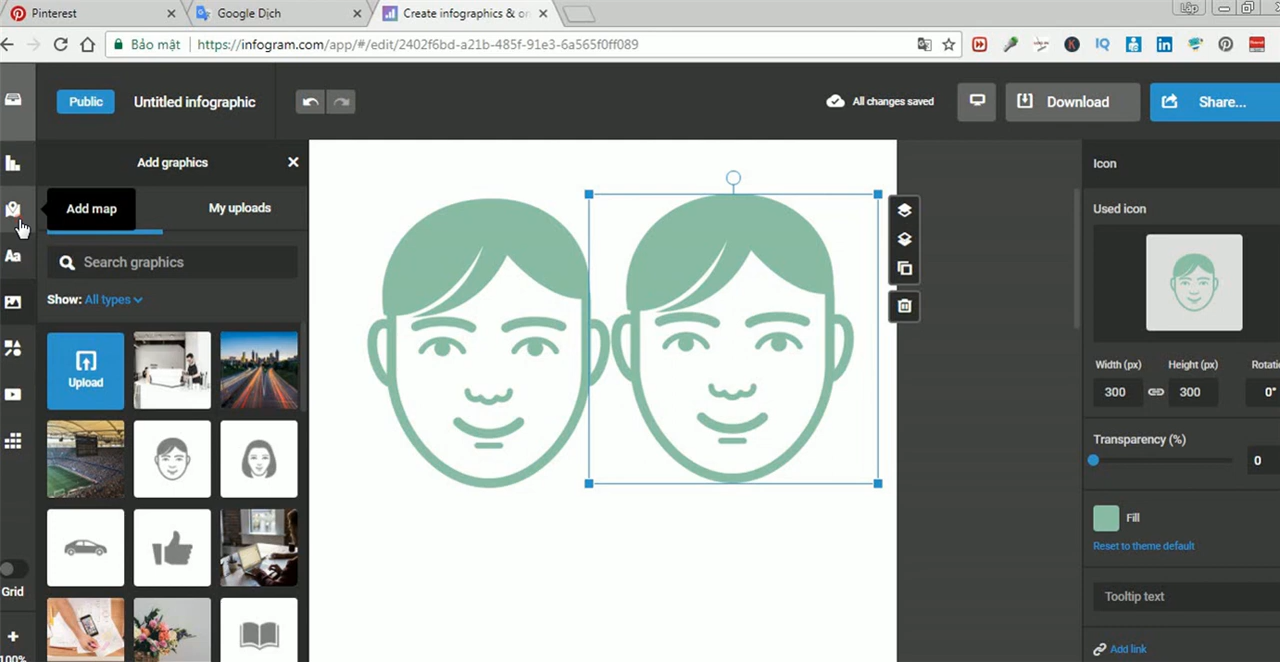 Pinterest
Google Dịch
Create infographics & or
Lập
Bảo mật
https://infogram.com/app/#/edit/2402f6bd-a21b-485f-91e3-6a565f0ff089
Public
Untitled infographic
All changes saved
Download
Share...
Add graphics
Add map
My uploads
Search graphics
Show: All types
Upload
Aa
Grid
100%
Icon
Used icon
Width (px)
Height (px)
Rotati
300
300
0°
Transparency (%)
0
Fill
Reset to theme default
Tooltip text
Add link